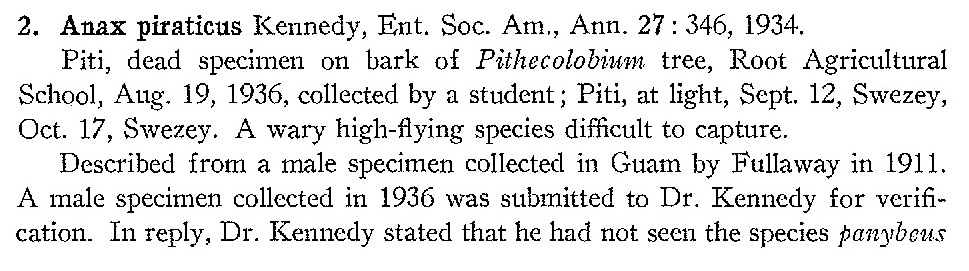 2. Anax piraticus Kennedy, Ent. Soc. Am., Ann. 27: 346, 1934.
Piti, dead specimen on bark of Pithecolobium tree, Root Agricultural
School, Aug. 19, 1936, collected by a student; Piti, at light, Sept. 12, Swezey,
Oct. 17, Swezey. A wary high-flying species difficult to capture.
Described from a male specimen collected in Guam by Fullaway in 1911.
A male specimen collected in 1936 was submitted to Dr. Kennedy for verifi-
cation. In reply, Dr. Kennedy stated that he had not seen the species panybeus